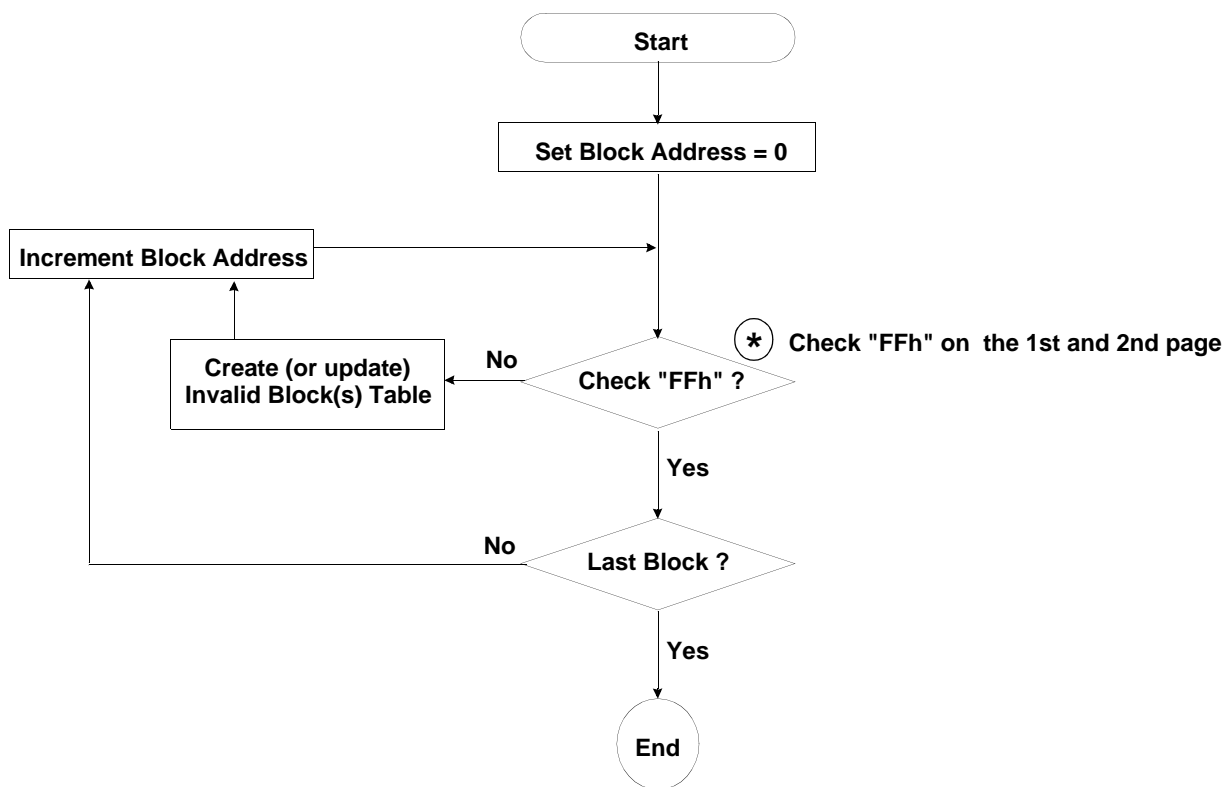 Start
Set Block Address = 0
Increment Block Address
* Check "FFh" on the 1st and 2nd page
No
Create (or update)
Invalid Block(s) Table
Check "FFh" ?
Yes
No
Last Block ?
Yes
End